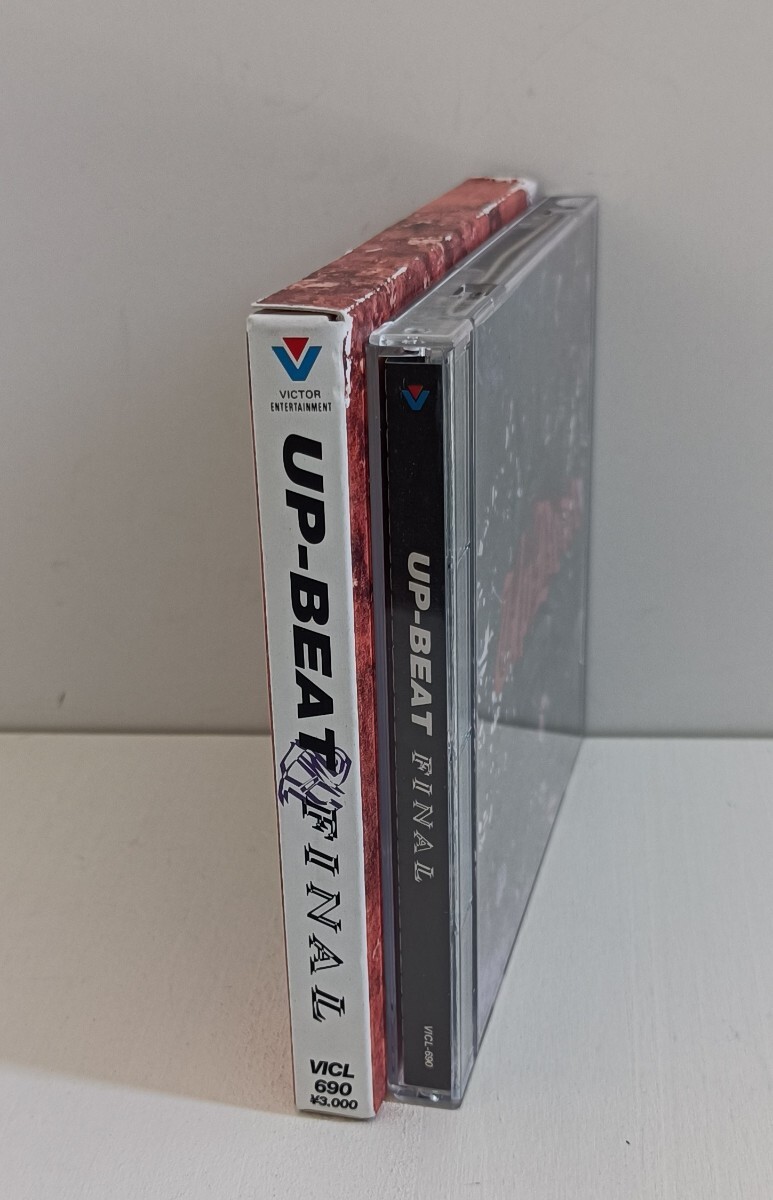 VICTOR
ENTERTAINMENT
UP-BEAT FINAL
VICL
690
¥3.000
UP-BEAT FINAL
VICL-690